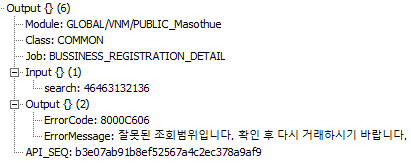 Output {} (6)
Module: GLOBAL/VNM/PUBLIC_Masothue
Class: COMMON
Job: BUSSINESS_REGISTRATION_DETAIL
Input {} (1)
search: 46463132136
Output {} (2)
ErrorCode: 8000C606
ErrorMessage: 잘못된 조회범위입니다. 확인 후 다시 거래하시기 바랍니다.
API_SEQ: b3e07ab91b8ef52567a4c2ec378a9af9